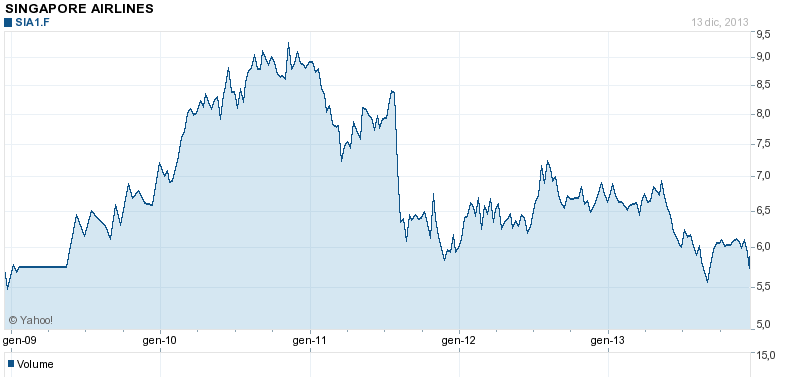 SINGAPORE AIRLINES
SIA1.F
13 dic, 2013
9,5
9,0
8,5
8,0
7,5
7,0
6,5
6,0
5,5
5,0
© Yahoo!
gen-09 gen-10 gen-11 gen-12 gen-13
15,0
Volume